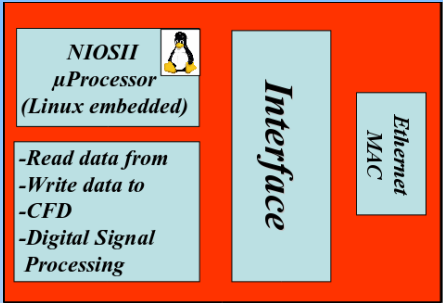 NIOSII
µProcessor
(Linux embedded)
-Read data from
-Write data to
-CFD
-Digital Signal
Processing
Interface
Ethernet
MAC